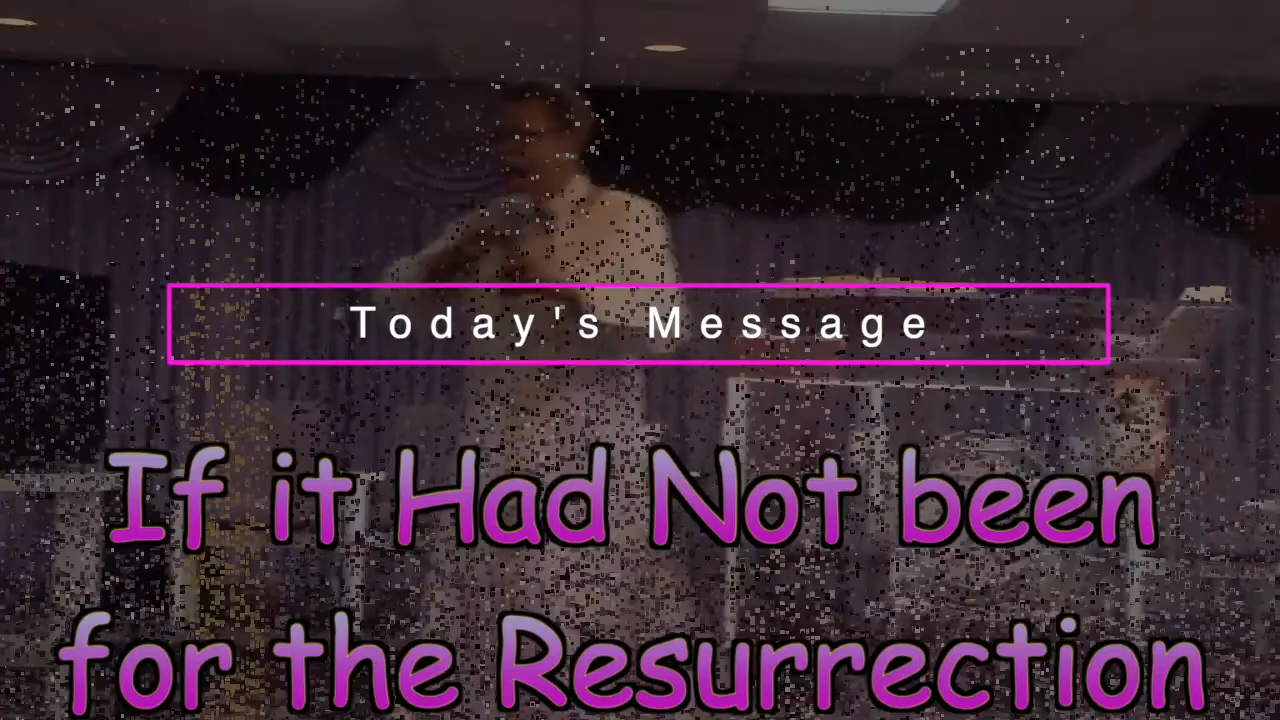 Today's Message
If it Had Not been
for the Resurrection